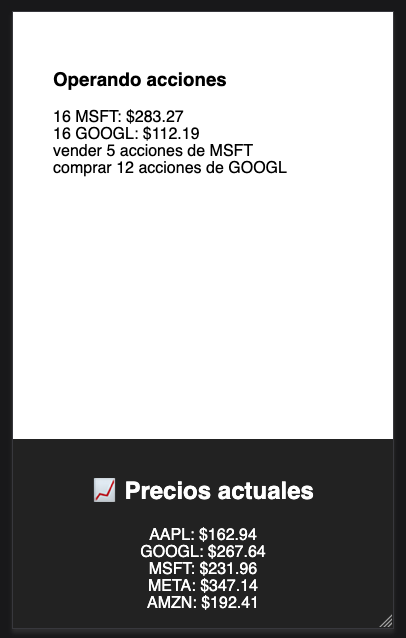 Operando acciones
16 MSFT: $283.27
16 GOOGL: $112.19
vender 5 acciones de MSFT
comprar 12 acciones de GOOGL
📈 Precios actuales
AAPL: $162.94
GOOGL: $267.64
MSFT: $231.96
META: $347.14
AMZN: $192.41